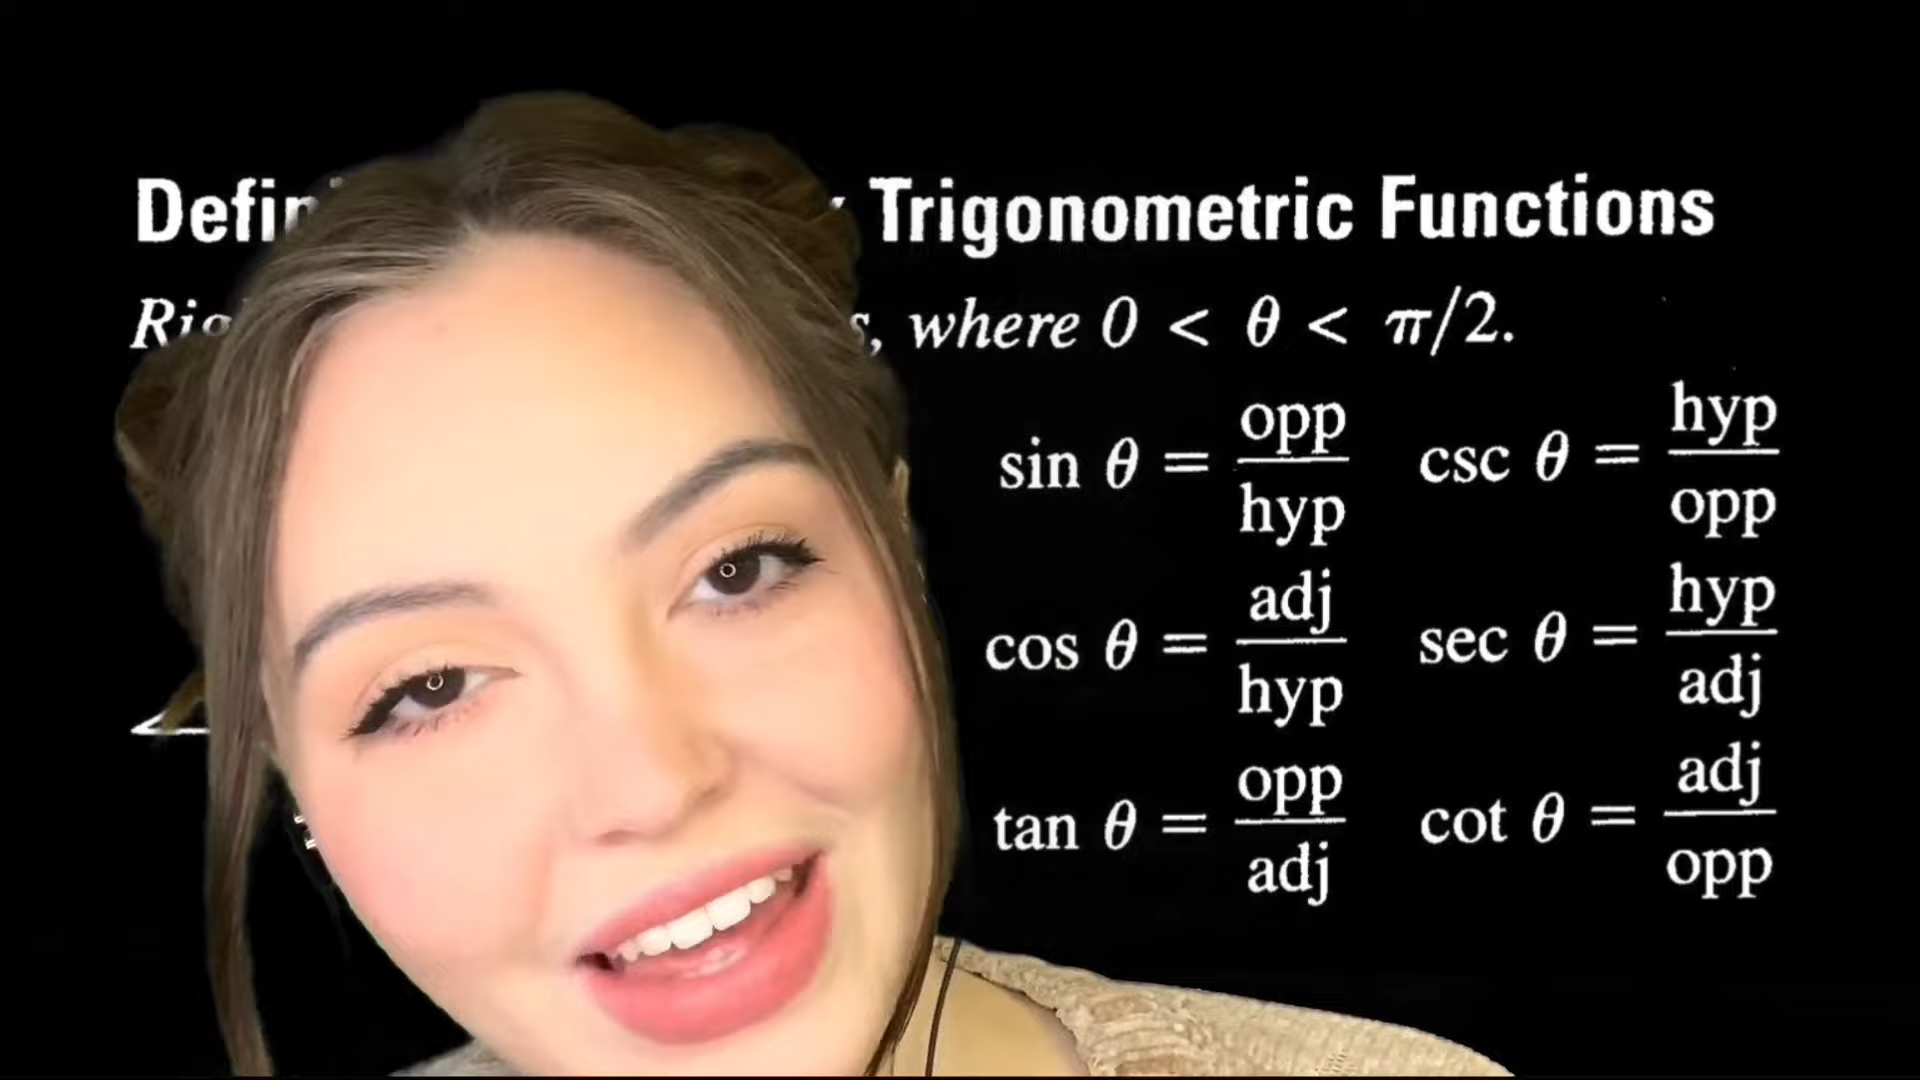 Trigonometric Functions
where 0 < θ < π/2.
sin θ = opp/hyp csc θ = hyp/opp
cos θ = adj/hyp sec θ = hyp/adj
tan θ = opp/adj cot θ = adj/opp